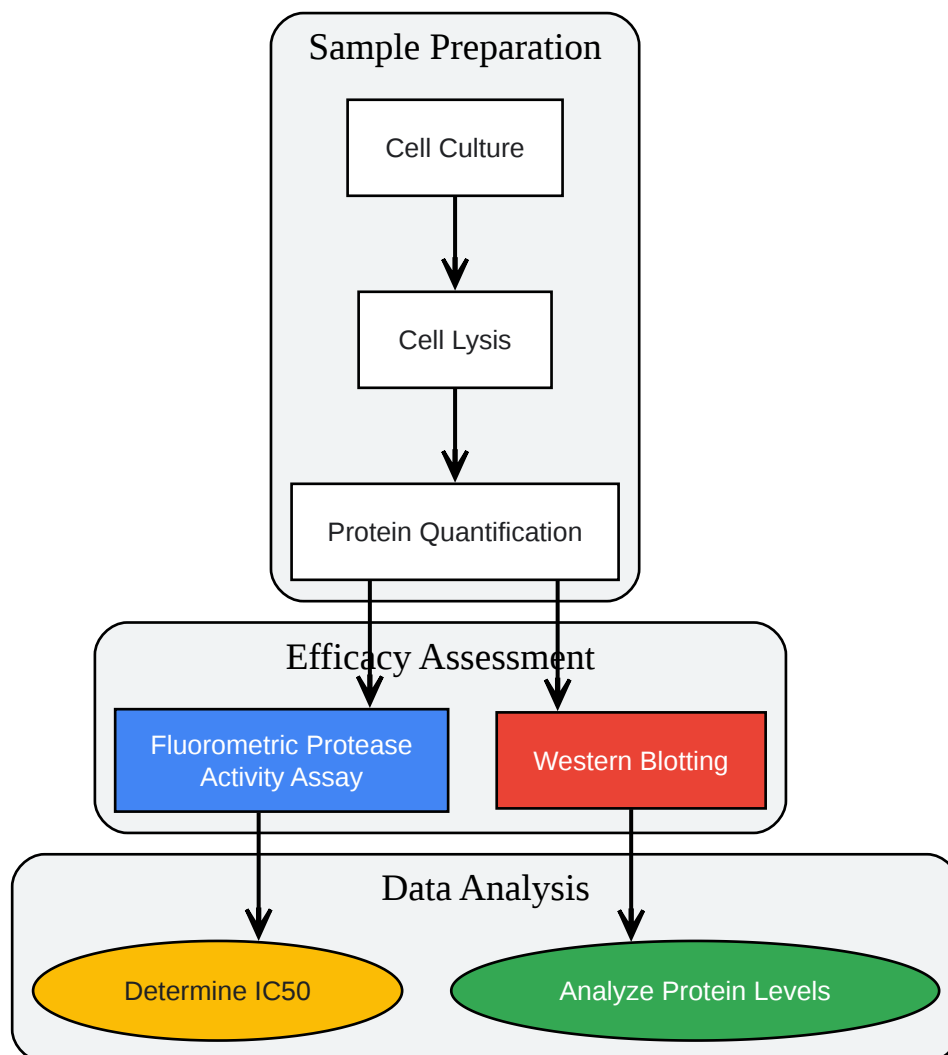 Sample Preparation
Cell Culture
Cell Lysis
Protein Quantification
Efficacy Assessment
Fluorometric Protease
Activity Assay
Western Blotting
Data Analysis
Determine IC50
Analyze Protein Levels